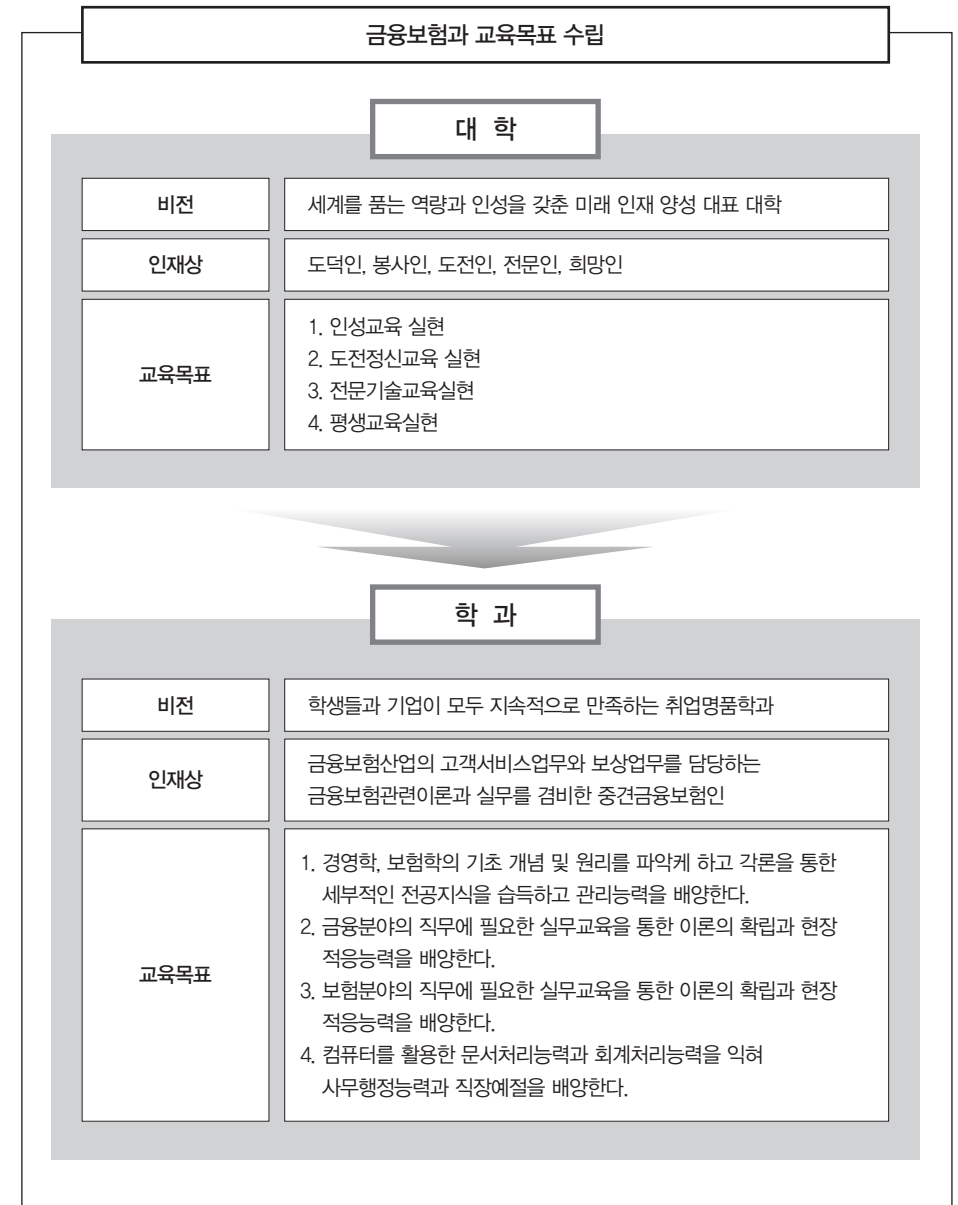 금융보험과 교육목표 수립
대 학
비전
세계를 품는 역량과 인성을 갖춘 미래 인재 양성 대표 대학
인재상
도덕인, 봉사인, 도전인, 전문인, 희망인
교육목표
1. 인성교육 실현
2. 도전정신교육 실현
3. 전문기술교육실현
4. 평생교육실현
학 과
비전
학생들과 기업이 모두 지속적으로 만족하는 취업명품학과
인재상
금융보험산업의 고객서비스업무와 보상업무를 담당하는
금융보험관련이론과 실무를 겸비한 중견금융보험인
교육목표
1. 경영학, 보험학의 기초 개념 및 원리를 파악케 하고 각론을 통한
세부적인 전공지식을 습득하고 관리능력을 배양한다.
2. 금융분야의 직무에 필요한 실무교육을 통한 이론의 확립과 현장
적응능력을 배양한다.
3. 보험분야의 직무에 필요한 실무교육을 통한 이론의 확립과 현장
적응능력을 배양한다.
4. 컴퓨터를 활용한 문서처리능력과 회계처리능력을 익혀
사무행정능력과 직장예절을 배양한다.